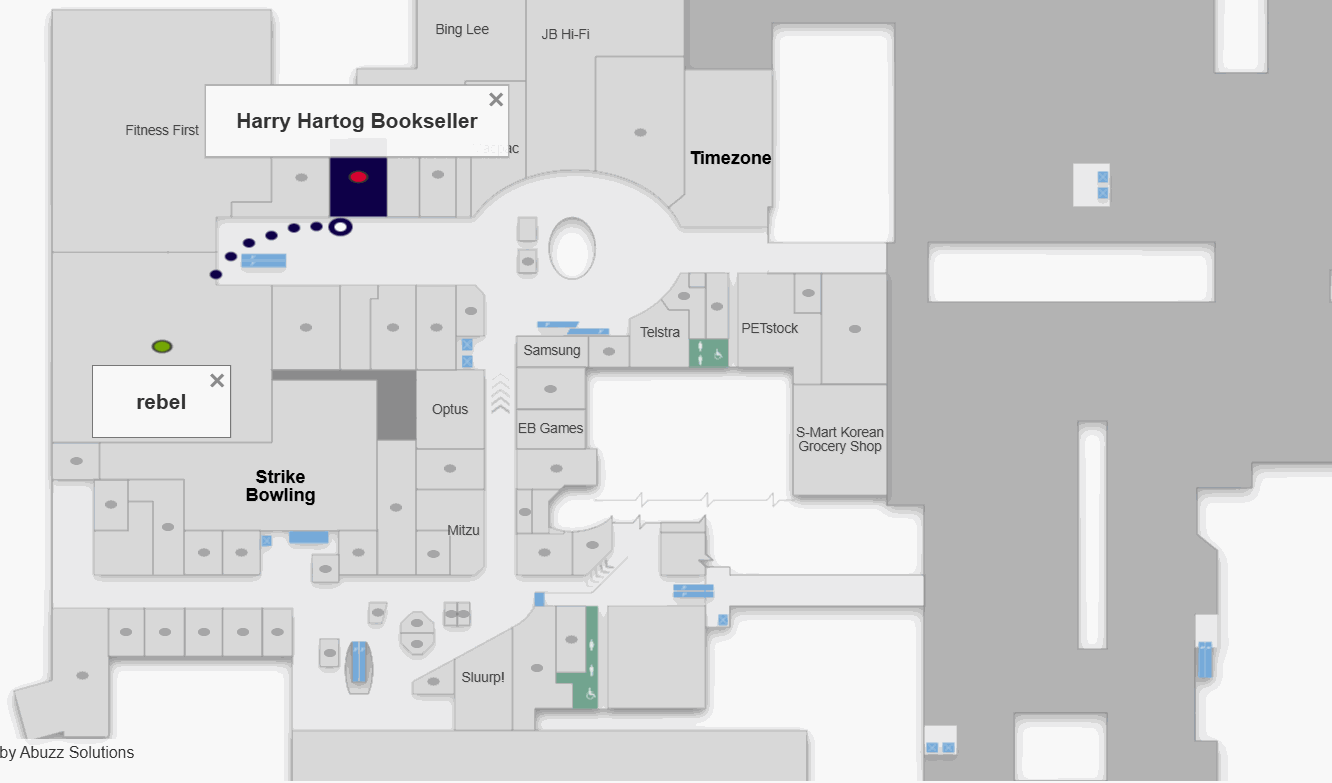 Bing Lee
JB Hi-Fi
Harry Hartog Bookseller
Fitness First
Timezone
Telstra
PETstock
Samsung
rebel
Optus
EB Games
S-Mart Korean
Grocery Shop
Strike
Bowling
Mitzu
Sluurp!
by Abuzz Solutions